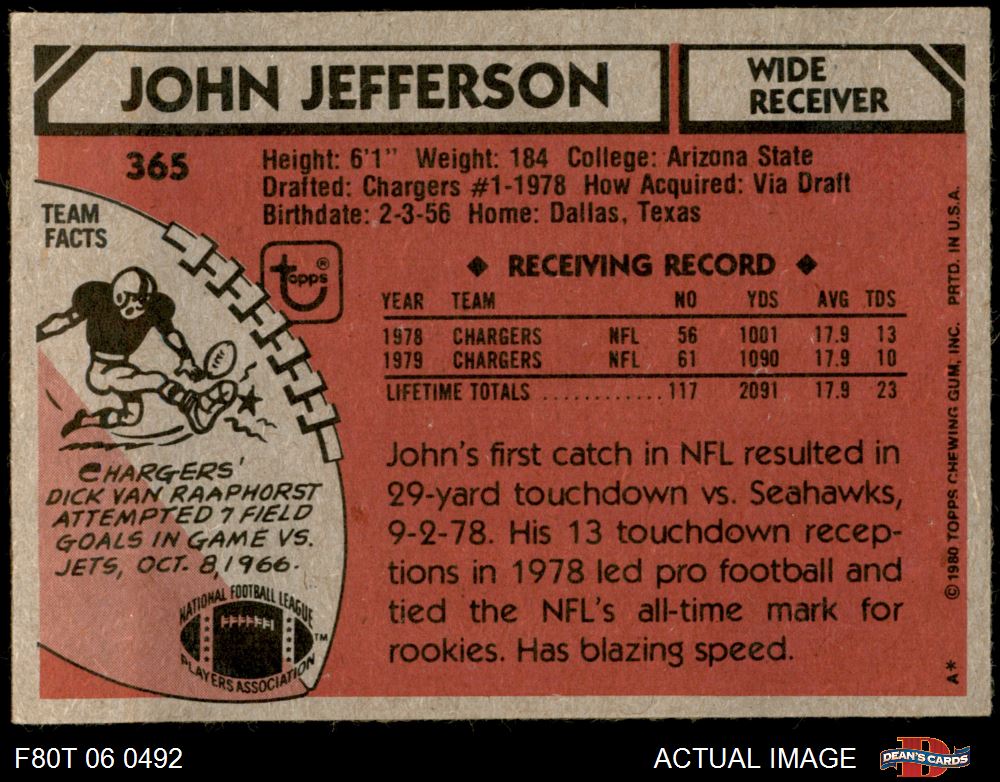 JOHN JEFFERSON
WIDE
RECEIVER
365
Height: 6'1" Weight: 184 College: Arizona State
Drafted: Chargers #1-1978 How Acquired: Via Draft
Birthdate: 2-3-56 Home: Dallas, Texas
TEAM
FACTS
topps®
CHARGERS'
DICK VAN RAAPHORST
ATTEMPTED 7 FIELD
GOALS IN GAME VS.
JETS, OCT. 8, 1966.
NATIONAL FOOTBALL LEAGUE
PLAYERS ASSOCIATION
™
◆ RECEIVING RECORD ◆
YEAR TEAM NO YDS AVG TDS
1978 CHARGERS NFL 56 1001 17.9 13
1979 CHARGERS NFL 61 1090 17.9 10
LIFETIME TOTALS ............ 117 2091 17.9 23
John's first catch in NFL resulted in
29-yard touchdown vs. Seahawks,
9-2-78. His 13 touchdown recep-
tions in 1978 led pro football and
tied the NFL's all-time mark for
rookies. Has blazing speed.
A* © 1980 TOPPS CHEWING GUM, INC. PRTD. IN U.S.A.
F80T 06 0492
ACTUAL IMAGE
D
DEAN'S CARDS